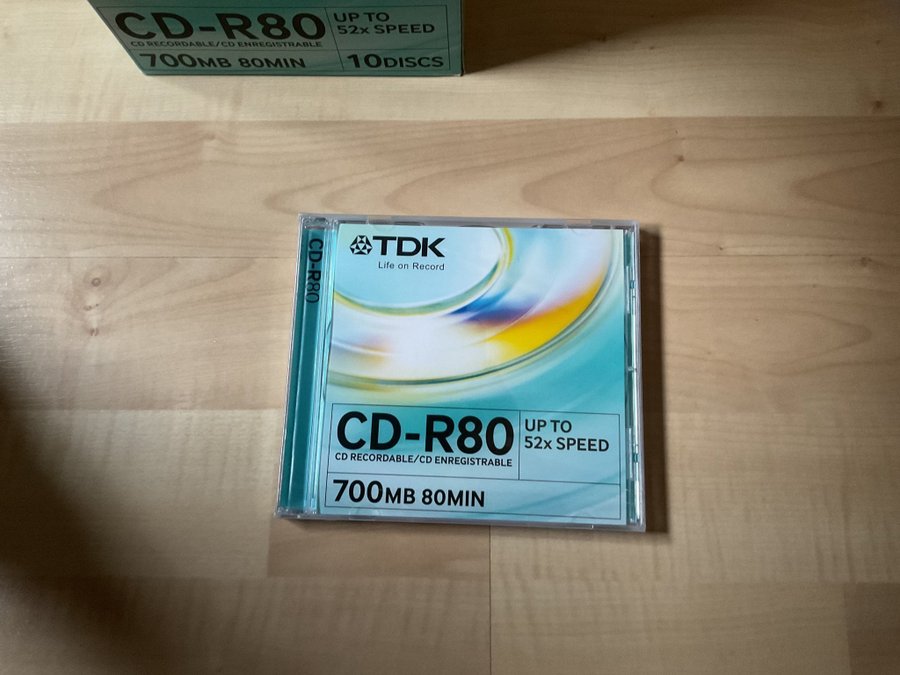 CD-R80
CD RECORDABLE/CD ENREGISTRABLE
UP TO
52x SPEED
700MB 80MIN
10DISCS
CD-R80
TDK
Life on Record
CD-R80
CD RECORDABLE/CD ENREGISTRABLE
UP TO
52x SPEED
700MB 80MIN